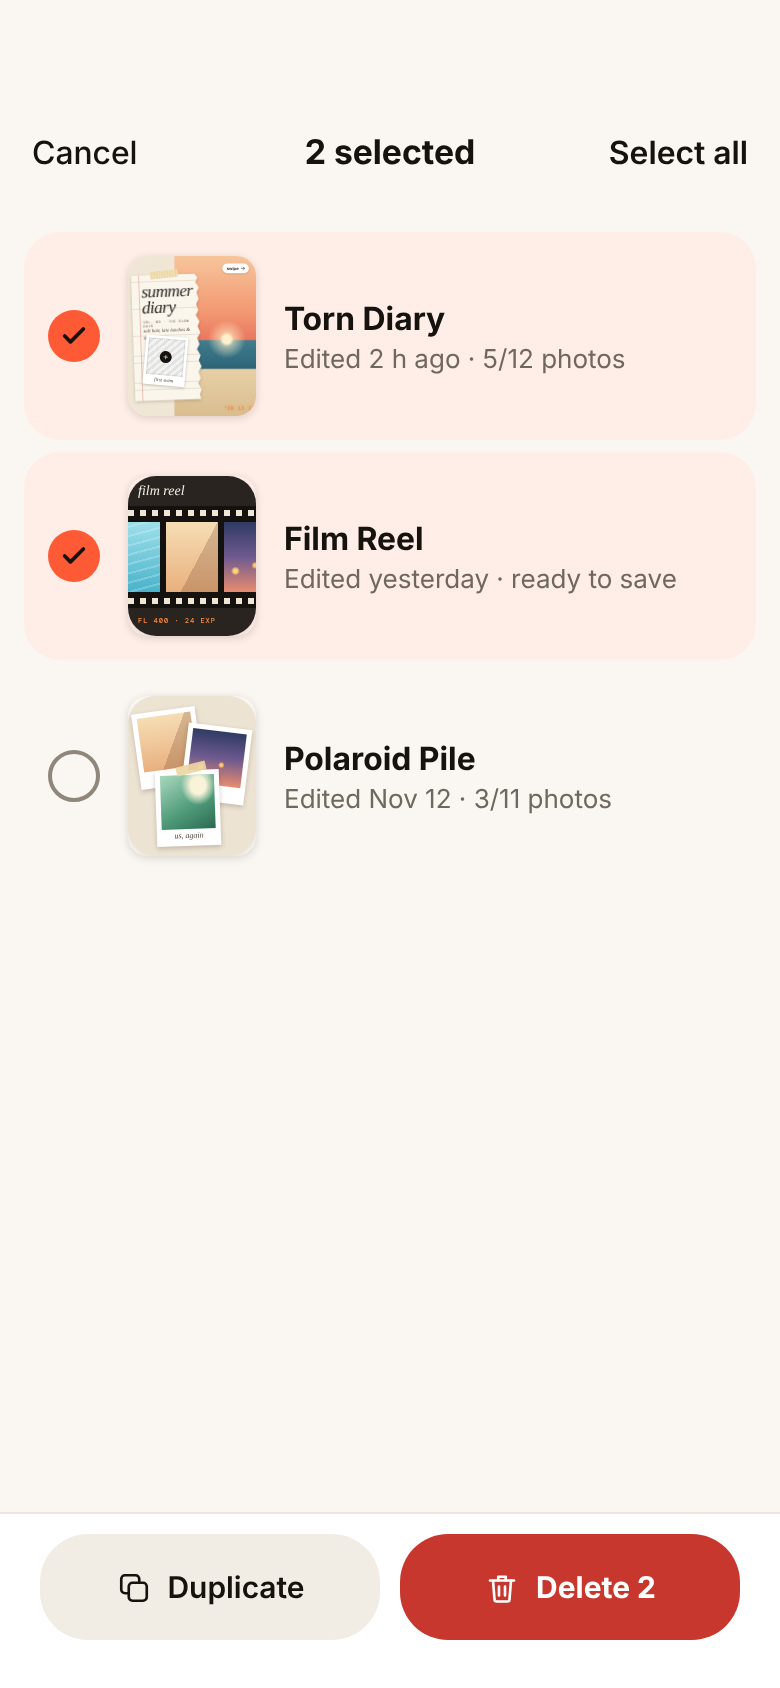 Cancel
2 selected
Select all
summer
diary
Torn Diary
Edited 2 h ago · 5/12 photos
film reel
FL 400 · 24 EXP
Film Reel
Edited yesterday · ready to save
us, again
Polaroid Pile
Edited Nov 12 · 3/11 photos
Duplicate
Delete 2